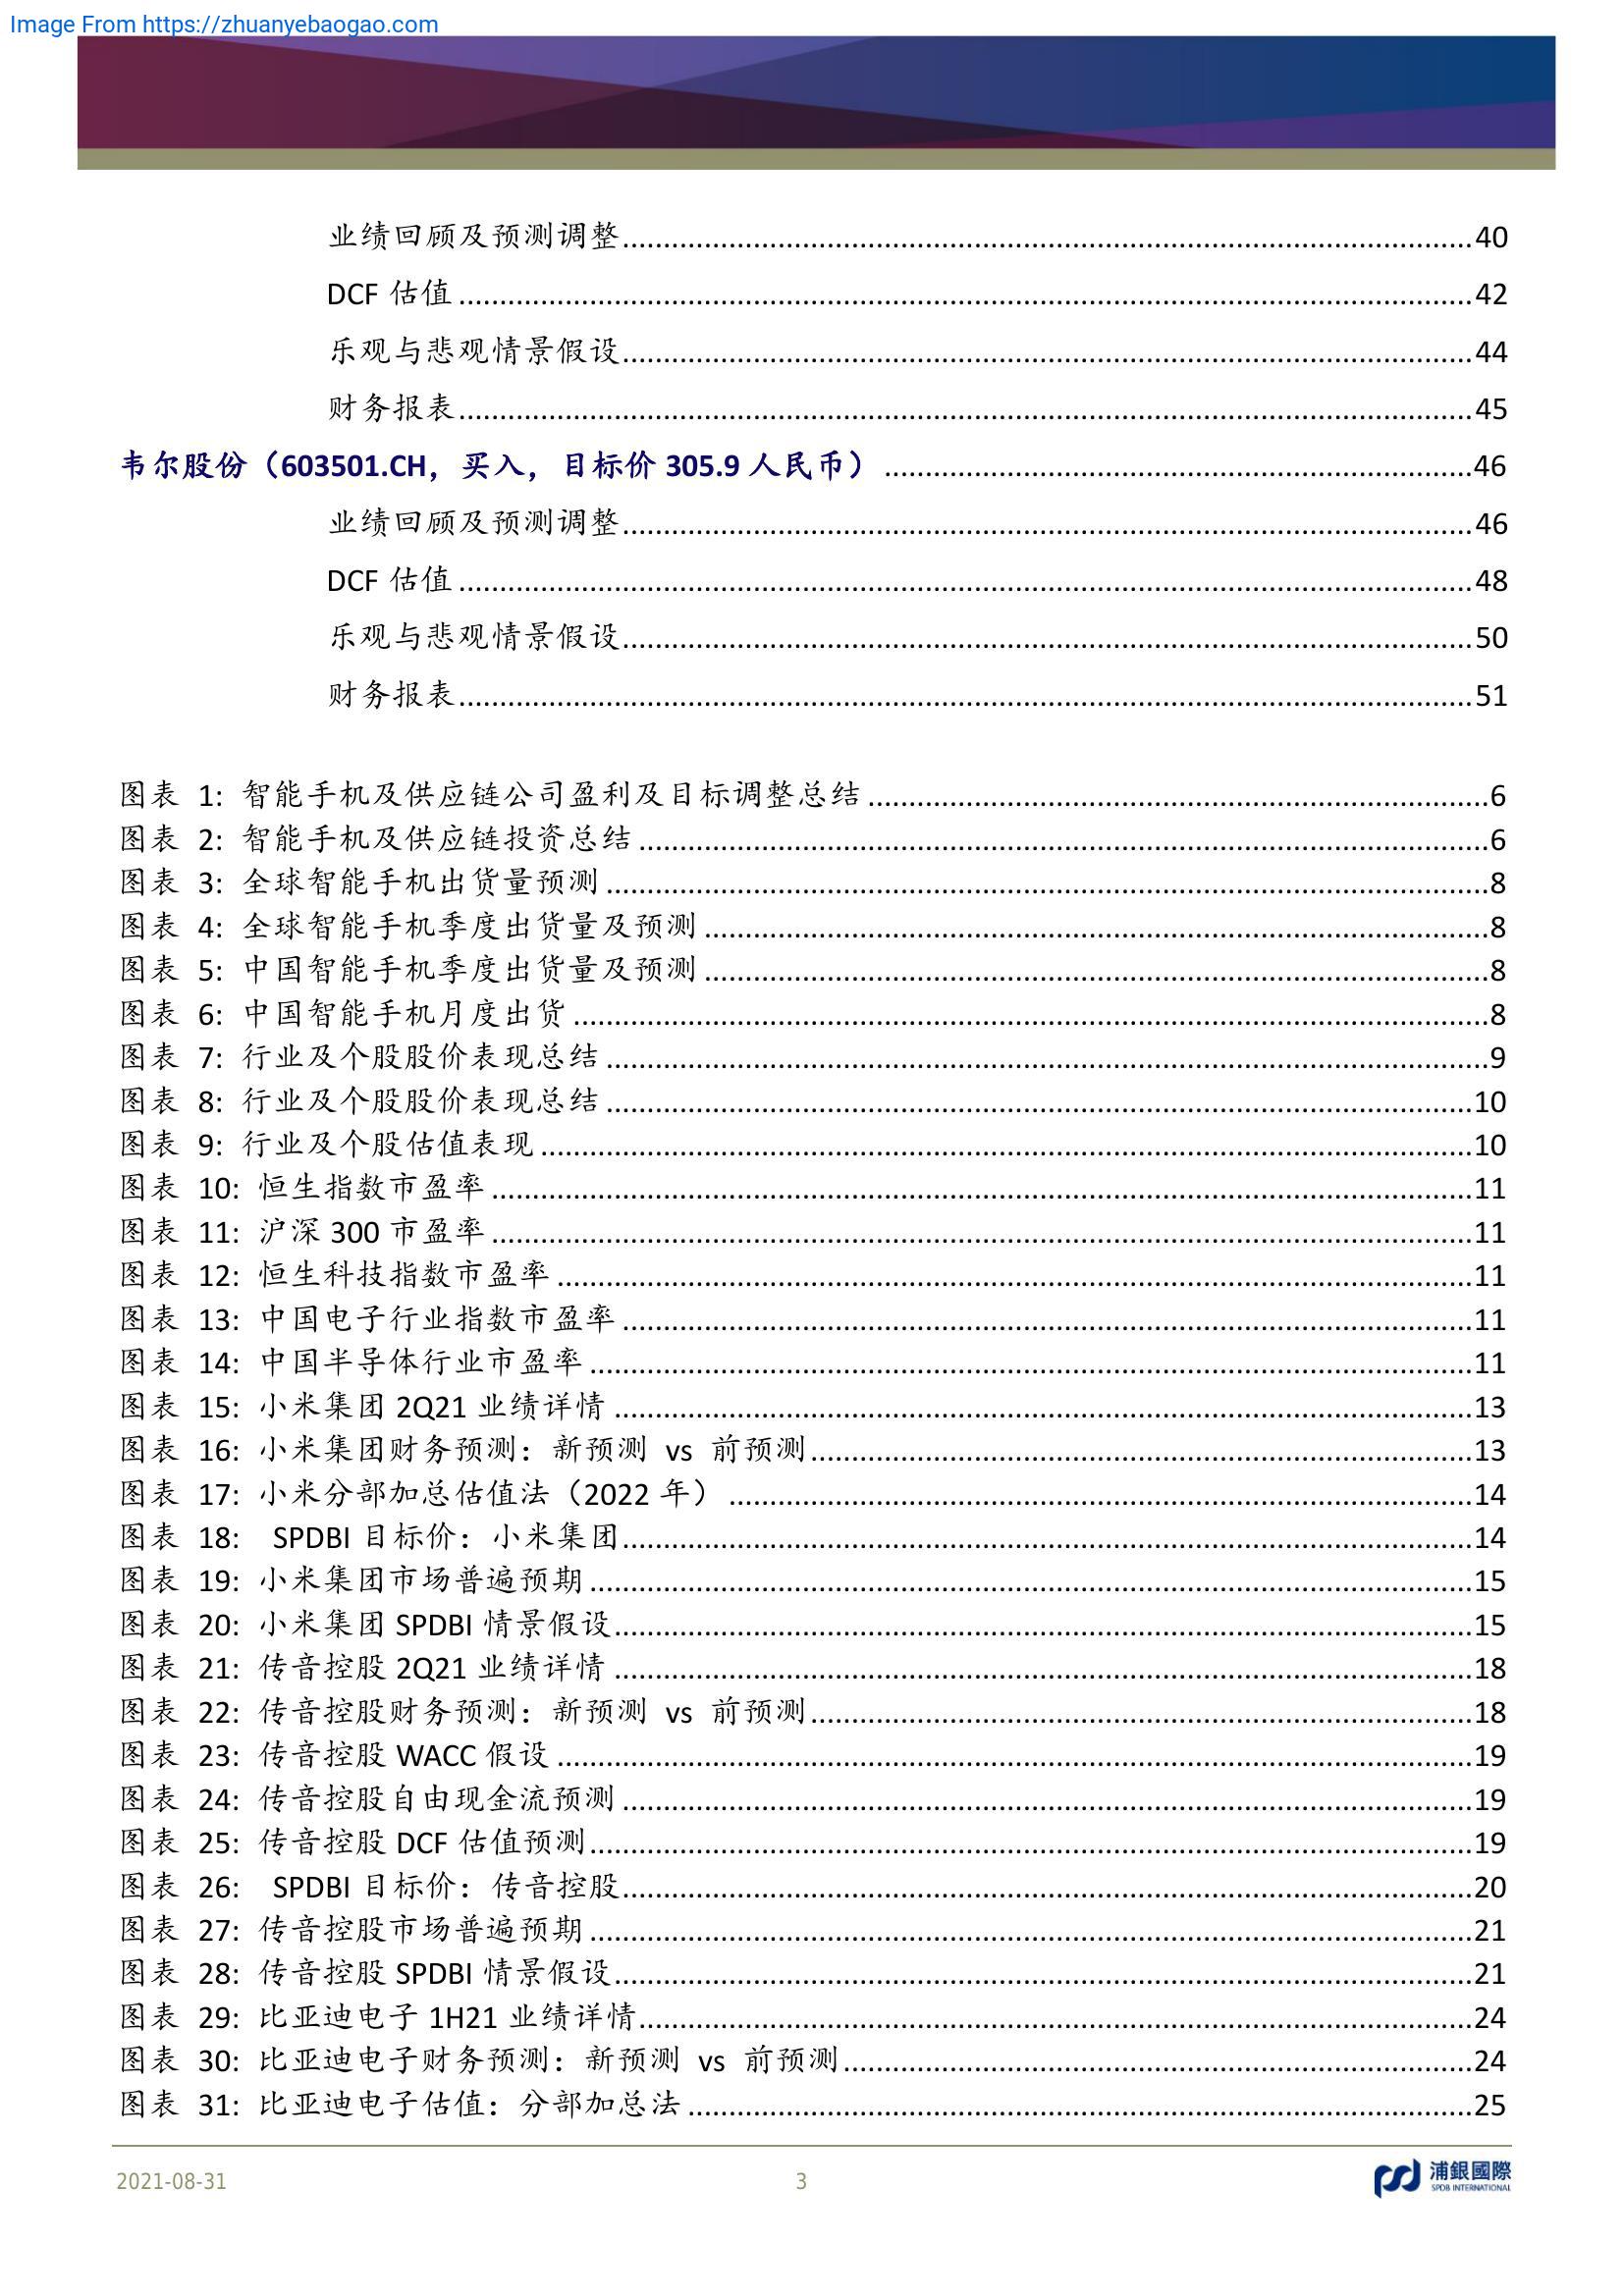 Image From https://zhuanyebaogao.com
业绩回顾及预测调整....................40
DCF 估值....................42
乐观与悲观情景假设....................44
财务报表....................45
韦尔股份（603501.CH，买入，目标价 305.9 人民币）....................46
业绩回顾及预测调整....................46
DCF 估值....................48
乐观与悲观情景假设....................50
财务报表....................51
图表 1: 智能手机及供应链公司盈利及目标调整总结....................6
图表 2: 智能手机及供应链投资总结....................6
图表 3: 全球智能手机出货量预测....................8
图表 4: 全球智能手机季度出货量及预测....................8
图表 5: 中国智能手机季度出货量及预测....................8
图表 6: 中国智能手机月度出货....................8
图表 7: 行业及个股股价表现总结....................9
图表 8: 行业及个股股价表现总结....................10
图表 9: 行业及个股估值表现....................10
图表 10: 恒生指数市盈率....................11
图表 11: 沪深 300 市盈率....................11
图表 12: 恒生科技指数市盈率....................11
图表 13: 中国电子行业指数市盈率....................11
图表 14: 中国半导体行业市盈率....................11
图表 15: 小米集团 2Q21 业绩详情....................13
图表 16: 小米集团财务预测：新预测 vs 前预测....................13
图表 17: 小米分部加总估值法（2022 年）....................14
图表 18: SPDBI 目标价：小米集团....................14
图表 19: 小米集团市场普遍预期....................15
图表 20: 小米集团 SPDBI 情景假设....................15
图表 21: 传音控股 2Q21 业绩详情....................18
图表 22: 传音控股财务预测：新预测 vs 前预测....................18
图表 23: 传音控股 WACC 假设....................19
图表 24: 传音控股自由现金流预测....................19
图表 25: 传音控股 DCF 估值预测....................19
图表 26: SPDBI 目标价：传音控股....................20
图表 27: 传音控股市场普遍预期....................21
图表 28: 传音控股 SPDBI 情景假设....................21
图表 29: 比亚迪电子 1H21 业绩详情....................24
图表 30: 比亚迪电子财务预测：新预测 vs 前预测....................24
图表 31: 比亚迪电子估值：分部加总法....................25
2021-08-31
3
浦銀國際
SPDB INTERNATIONAL